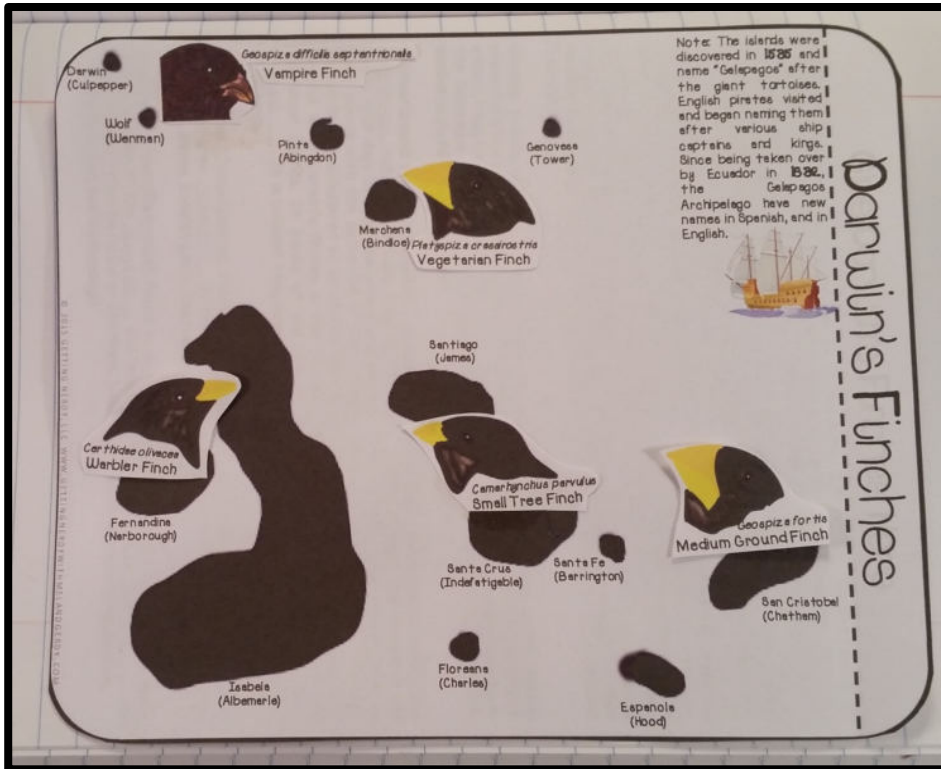 Darwin
(Culpepper)
Geospiza difficilis septentrionalis
Vampire Finch
Wolf
(Wenman)
Pinta
(Abingdon)
Genovesa
(Tower)
Note: The islands were
discovered in 1535 and
name "Galapagos" after
the giant tortoises.
English pirates visited
and began naming them
after various ship
captains and kings.
Since being taken over
by Ecuador in 1832,
the Galapagos
Archipelago have new
names in Spanish, and in
English.
Darwin's Finches
Marchena
(Bindloe)
Platyspiza crassirostris
Vegetarian Finch
Santiago
(James)
Certhidea olivacea
Warbler Finch
Fernandina
(Narborough)
Camarhynchus parvulus
Small Tree Finch
Santa Cruz
(Indefatigable)
Santa Fe
(Barrington)
Geospiza fortis
Medium Ground Finch
San Cristobal
(Chatham)
Floreana
(Charles)
Isabela
(Albemarle)
Espanola
(Hood)